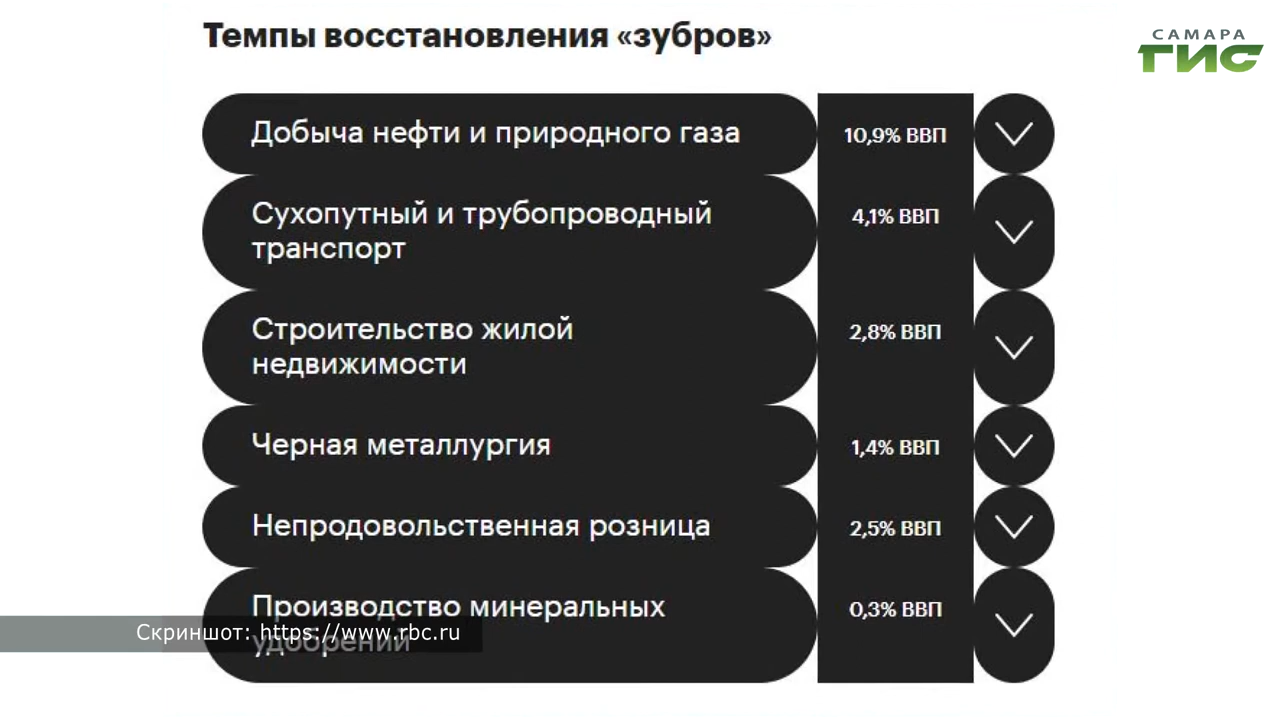 Темпы восстановления «зубров»
САМАРА
ГИС
Добыча нефти и природного газа
10,9% ВВП
Сухопутный и трубопроводный
транспорт
4,1% ВВП
Строительство жилой
недвижимости
2,8% ВВП
Черная металлургия
1,4% ВВП
Непродовольственная розница
2,5% ВВП
Производство минеральных
удобрений
0,3% ВВП
Скриншот: https://www.rbc.ru